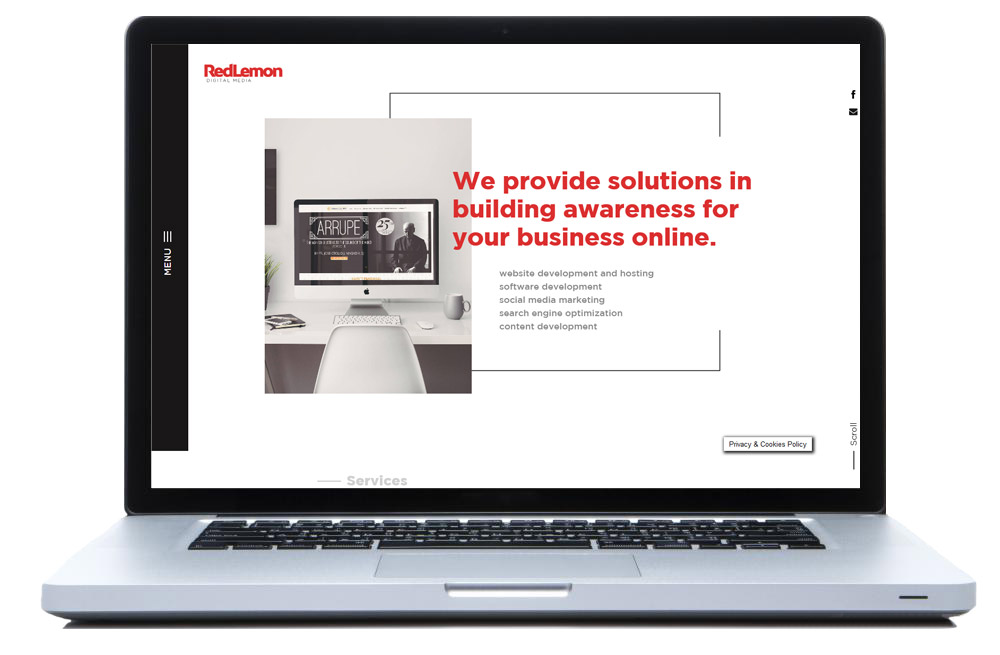 RedLemon
DIGITAL MEDIA
MENU
ARRUPE
25
We provide solutions in
building awareness for
your business online.
website development and hosting
software development
social media marketing
search engine optimization
content development
Privacy & Cookies Policy
Scroll
Services